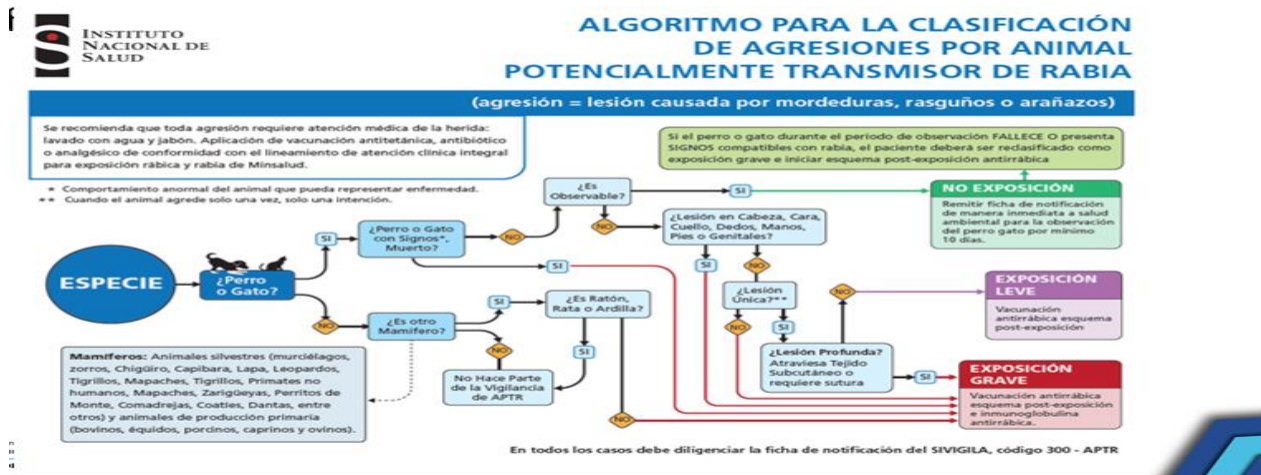 INSTITUTO
NACIONAL DE
SALUD
ALGORITMO PARA LA CLASIFICACIÓN
DE AGRESIONES POR ANIMAL
POTENCIALMENTE TRANSMISOR DE RABIA
(agresión = lesión causada por mordeduras, rasguños o arañazos)
Se recomienda que toda agresión requiere atención médica de la herida:
lavado con agua y jabón. Aplicación de vacunación antitetánica, antibiótico
o analgésico de conformidad con el lineamiento de atención clínica integral
para exposición rábica y rabia de Minsalud.
* Comportamiento anormal del animal que pueda representar enfermedad.
** Cuando el animal agrede solo una vez, solo una intención.
Si el perro o gato durante el periodo de observación FALLECE O presenta
SIGNOS compatibles con rabia, el paciente deberá ser reclasificado como
exposición grave e iniciar esquema post-exposición antirrábica
ESPECIE
¿Perro
o Gato?
SI
NO
¿Perro o Gato
con Signos*,
Muerto?
NO
SI
¿Es
Observable?
SI
NO
NO EXPOSICIÓN
Remitir ficha de notificación
de manera inmediata a salud
ambiental para la observación
del perro gato por mínimo
10 días.
¿Lesión en Cabeza, Cara,
Cuello, Dedos, Manos,
Pies o Genitales?
SI
NO
¿Lesión
Única?**
NO
SI
¿Lesión Profunda?
Atraviesa Tejido
Subcutáneo o
requiere sutura
NO
SI
EXPOSICIÓN
LEVE
Vacunación
antirrábica esquema
post-exposición
EXPOSICIÓN
GRAVE
Vacunación antirrábica
esquema post-exposición
e inmunoglobulina
antirrábica.
¿Es otro
Mamífero?
SI
NO
¿Es Ratón,
Rata o Ardilla?
SI
NO
No Hace Parte
de la Vigilancia
de APTR
Mamíferos: Animales silvestres (murciélagos,
zorros, Chigüiro, Capibara, Lapa, Leopardos,
Tigrillos, Mapaches, Tigrillos, Primates no
humanos, Mapaches, Zarigüeyas, Perritos de
Monte, Comadrejas, Coatíes, Dantas, entre
otros) y animales de producción primaria
(bovinos, équidos, porcinos, caprinos y ovinos).
En todos los casos debe diligenciar la ficha de notificación del SIVIGILA, código 300 - APTR